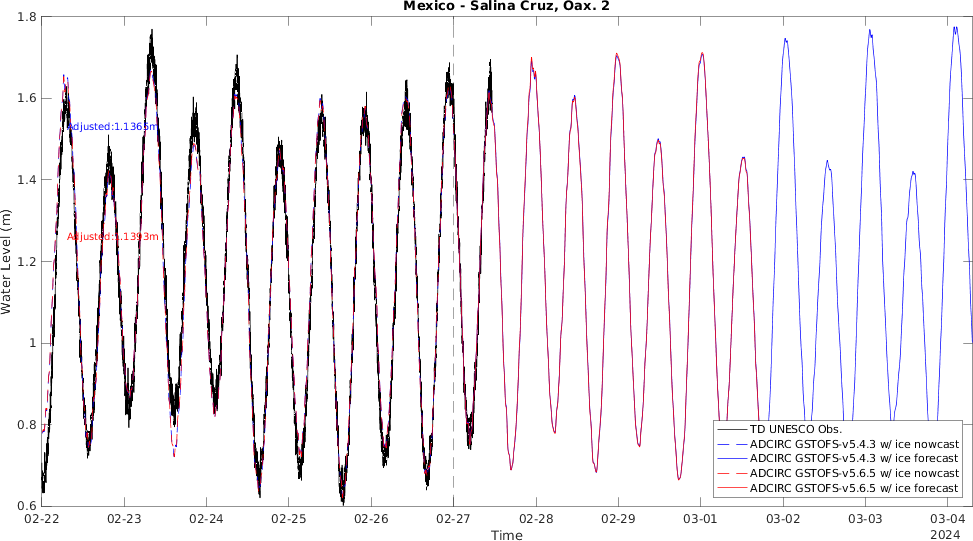 Mexico - Salina Cruz, Oax. 2
Water Level (m)
1.8
1.6
1.4
1.2
1
0.8
0.6
Adjusted:1.1365m
Adjusted:1.1393m
TD UNESCO Obs.
ADCIRC GSTOFS-v5.4.3 w/ ice nowcast
ADCIRC GSTOFS-v5.4.3 w/ ice forecast
ADCIRC GSTOFS-v5.6.5 w/ ice nowcast
ADCIRC GSTOFS-v5.6.5 w/ ice forecast
02-22 02-23 02-24 02-25 02-26 02-27 02-28 02-29 03-01 03-02 03-03 03-04
2024
Time